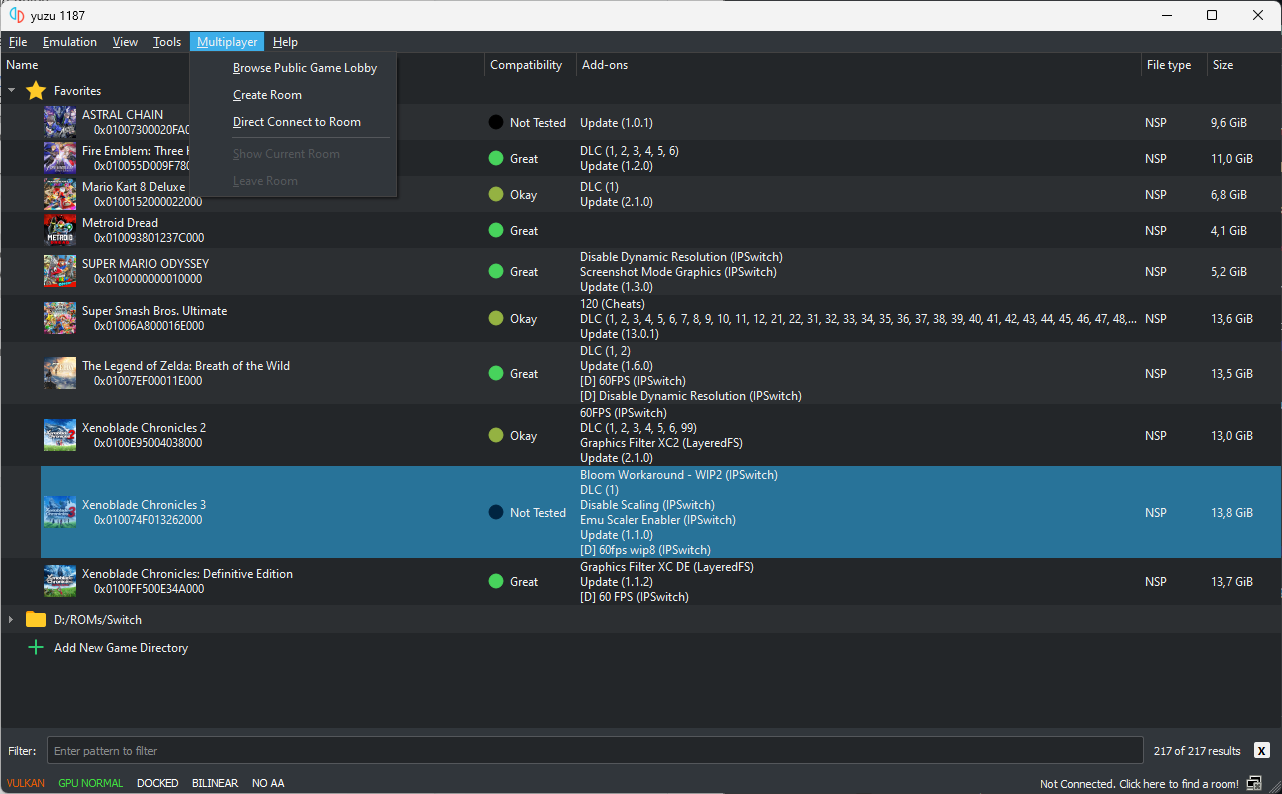 yuzu 1187
File Emulation View Tools Multiplayer Help
Browse Public Game Lobby
Create Room
Direct Connect to Room
Show Current Room
Leave Room
Name Compatibility Add-ons File type Size
Favorites
ASTRAL CHAIN
0x01007300020FA0
Not Tested
Update (1.0.1)
NSP
9,6 GiB
Fire Emblem: Three
0x010055D009F780
Great
DLC (1, 2, 3, 4, 5, 6)
Update (1.2.0)
NSP
11,0 GiB
Mario Kart 8 Deluxe
0x0100152000022000
Okay
DLC (1)
Update (2.1.0)
NSP
6,8 GiB
Metroid Dread
0x010093801237C000
Great
NSP
4,1 GiB
SUPER MARIO ODYSSEY
0x0100000000010000
Great
Disable Dynamic Resolution (IPSwitch)
Screenshot Mode Graphics (IPSwitch)
Update (1.3.0)
NSP
5,2 GiB
Super Smash Bros. Ultimate
0x01006A800016E000
Okay
120 (Cheats)
DLC (1, 2, 3, 4, 5, 6, 7, 8, 9, 10, 11, 12, 21, 22, 31, 32, 33, 34, 35, 36, 37, 38, 39, 40, 41, 42, 43, 44, 45, 46, 47, 48,...
Update (13.0.1)
NSP
13,6 GiB
The Legend of Zelda: Breath of the Wild
0x01007EF00011E000
Great
DLC (1, 2)
Update (1.6.0)
[D] 60FPS (IPSwitch)
[D] Disable Dynamic Resolution (IPSwitch)
NSP
13,5 GiB
Xenoblade Chronicles 2
0x0100E95004038000
Okay
60FPS (IPSwitch)
DLC (1, 2, 3, 4, 5, 6, 99)
Graphics Filter XC2 (LayeredFS)
Update (2.1.0)
NSP
13,0 GiB
Xenoblade Chronicles 3
0x010074F013262000
Not Tested
Bloom Workaround - WIP2 (IPSwitch)
DLC (1)
Disable Scaling (IPSwitch)
Emu Scaler Enabler (IPSwitch)
Update (1.1.0)
[D] 60fps wip8 (IPSwitch)
NSP
13,8 GiB
Xenoblade Chronicles: Definitive Edition
0x0100FF500E34A000
Great
Graphics Filter XC DE (LayeredFS)
Update (1.1.2)
[D] 60 FPS (IPSwitch)
NSP
13,7 GiB
D:/ROMs/Switch
Add New Game Directory
Filter: Enter pattern to filter 217 of 217 results X
VULKAN GPU NORMAL DOCKED BILINEAR NO AA Not Connected. Click here to find a room!